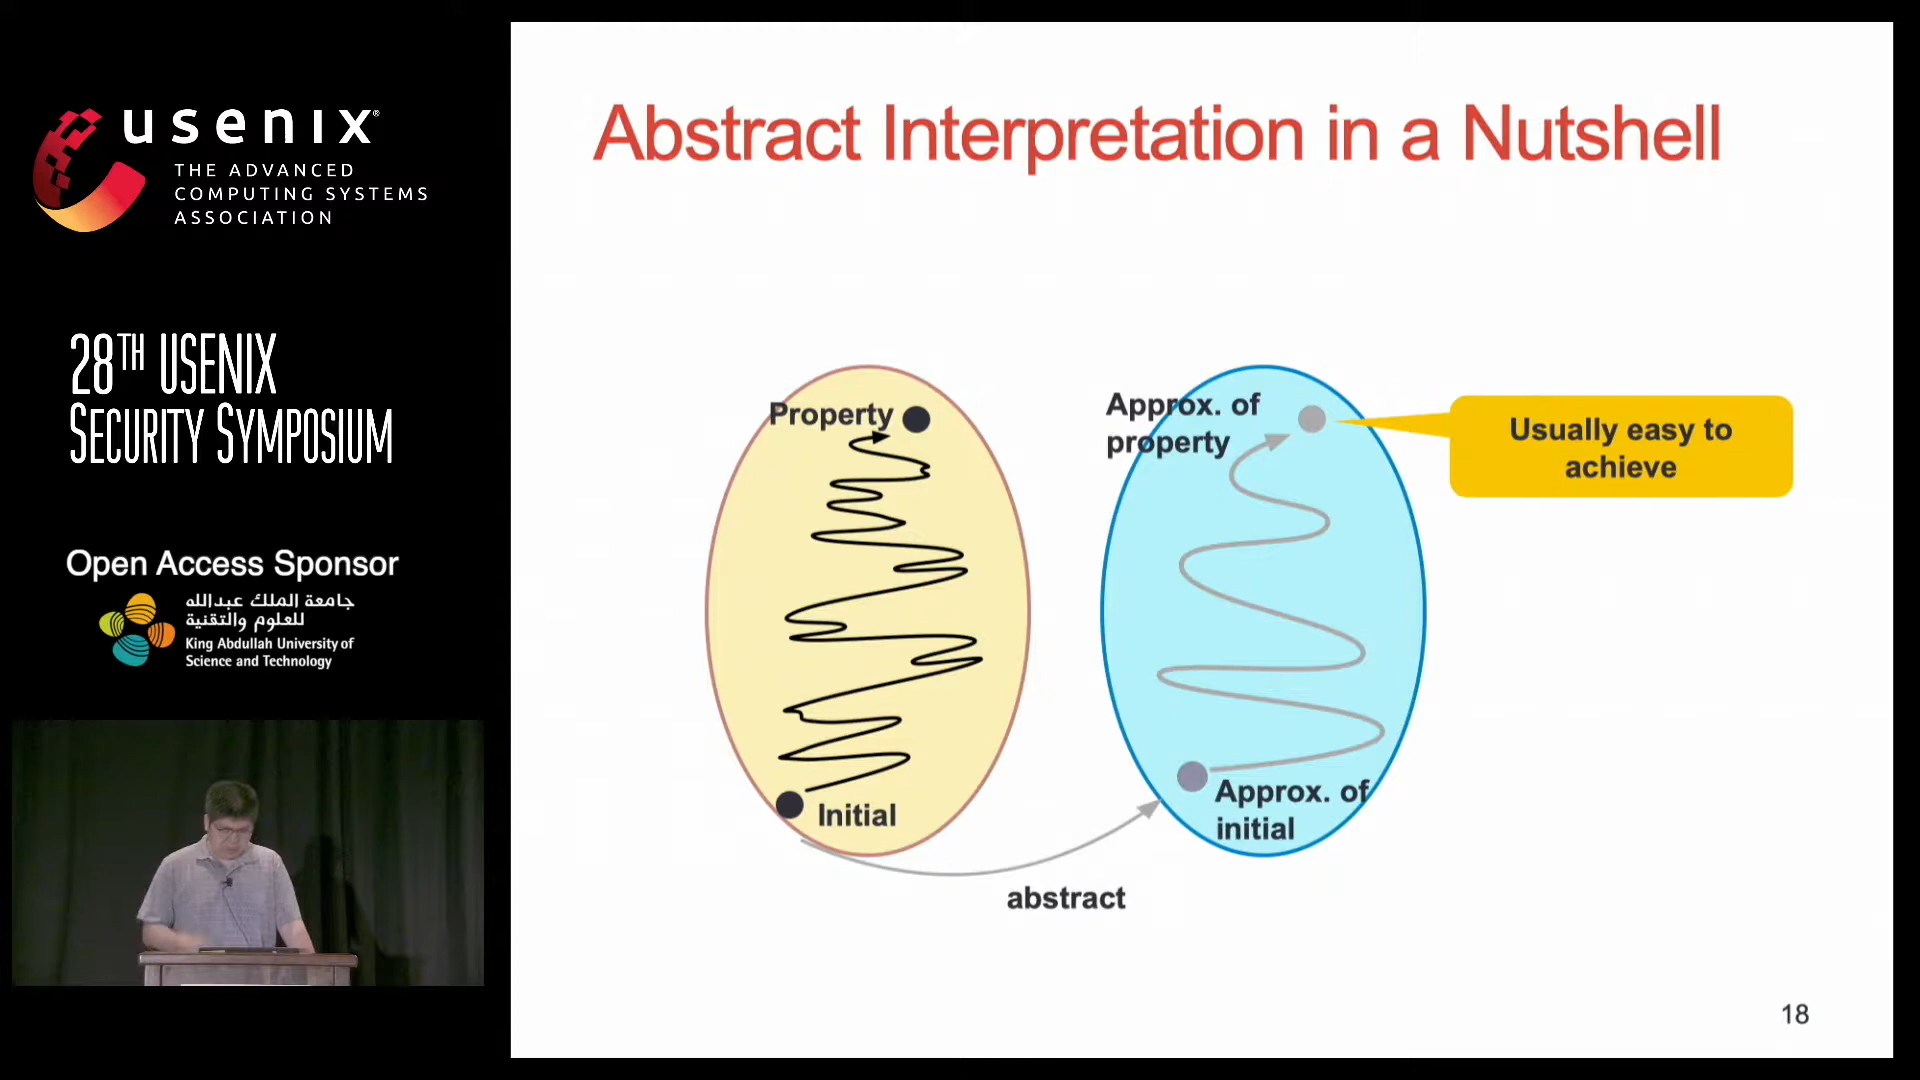 usenix®
THE ADVANCED
COMPUTING SYSTEMS
ASSOCIATION
28TH USENIX
SECURITY SYMPOSIUM
Open Access Sponsor
جامعة الملك عبدالله
للعلوم والتقنية
King Abdullah University of
Science and Technology
Abstract Interpretation in a Nutshell
Property
Initial
Approx. of
property
Usually easy to
achieve
Approx. of
initial
abstract
18